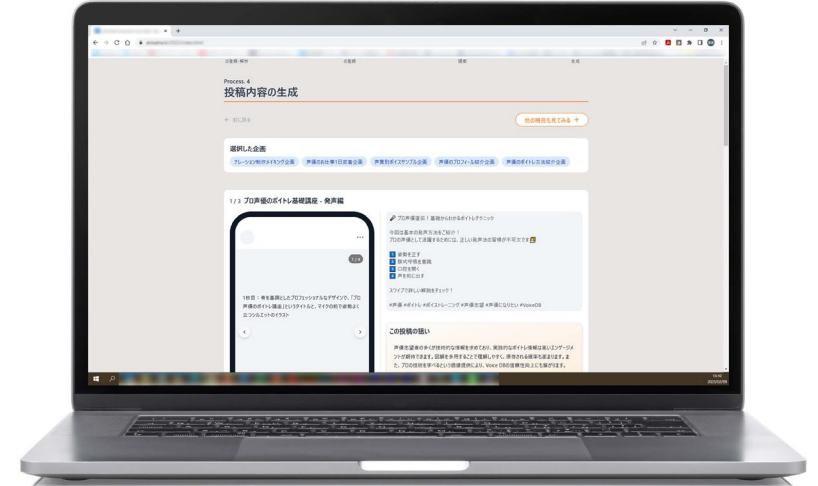 提案
生成
Process. 4
投稿内容の生成
← 前に戻る
他の機能も見てみる +
選択した企画
ナレーション制作メイキング企画 声優のお仕事1日密着企画 声質別ボイスサンプル企画 声優のプロフィール紹介企画 声優のボイトレ方法紹介企画
1 / 3 プロ声優のボイトレ基礎講座 - 発声編
1 / 4
1枚目：青を基調としたプロフェッショナルなデザインで、「プロ
声優のボイトレ講座」というタイトルと、マイクの前で姿勢よく
立つシルエットのイラスト
🎤 プロ声優直伝！基礎からわかるボイトレテクニック
今回は基本の発声方法をご紹介！
プロの声優として活躍するためには、正しい発声法の習得が不可欠です
1 姿勢を正す
2 腹式呼吸を意識
3 口腔を開く
4 声を前に出す
スワイプで詳しい解説をチェック！
#声優 #ボイトレ #ボイストレーニング #声優志望 #声優になりたい #VoiceDB
この投稿の狙い
声優志望者の多くが技術的な情報を求めており、実践的なボイトレ情報は高いエンゲージメ
ントが期待できます。図解を多用することで理解しやすく、保存される確率も高まります。ま
た、プロの技術を学べるという価値提供により、Voice DBの信頼性向上にも繋がります。